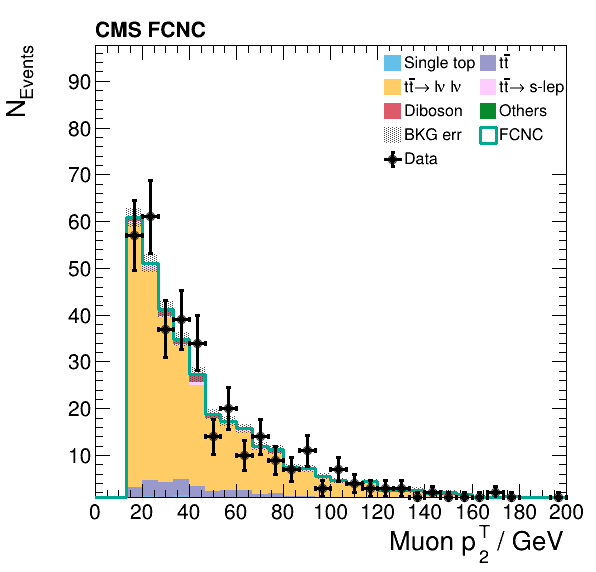 CMS FCNC
N_Events
90
80
70
60
50
40
30
20
10
Single top
tt̄
tt̄→ lν lν
tt̄→ s-lep
Diboson
Others
BKG err
FCNC
Data
0 20 40 60 80 100 120 140 160 180 200
Muon p_2^T / GeV